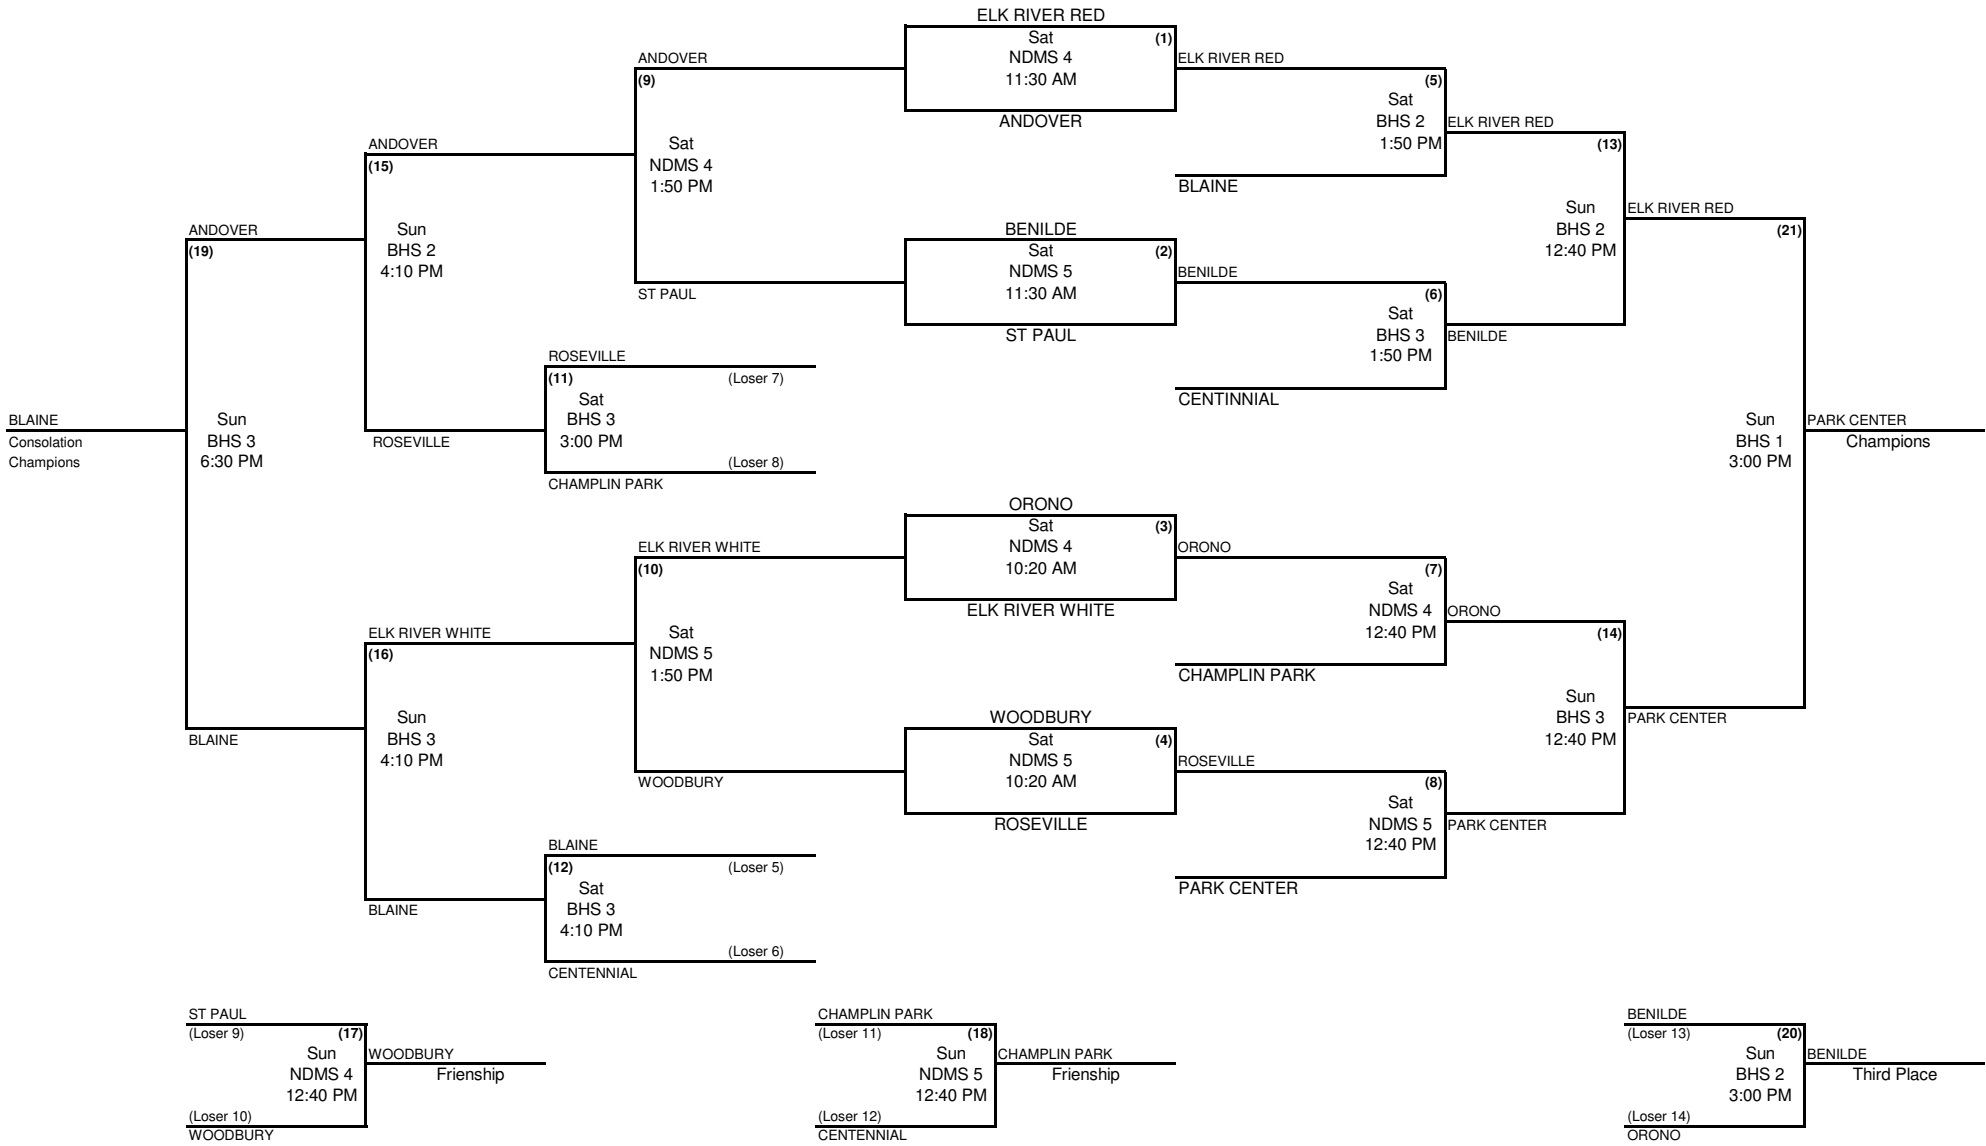 ELK RIVER RED
Sat (1)
NDMS 4
11:30 AM
ANDOVER
ELK RIVER RED
(5)
Sat
BHS 2
1:50 PM
BLAINE
ELK RIVER RED
(13)
Sun
BHS 2
12:40 PM
BENILDE
Sat (2)
NDMS 5
11:30 AM
ST PAUL
BENILDE
(6)
Sat
BHS 3
1:50 PM
CENTINNIAL
BENILDE
ELK RIVER RED
(21)
Sun
BHS 1
3:00 PM
PARK CENTER
Champions
ANDOVER
(9)
Sat
NDMS 4
1:50 PM
ST PAUL
ANDOVER
(15)
Sun
BHS 2
4:10 PM
ROSEVILLE
ROSEVILLE
(11) (Loser 7)
Sat
BHS 3
3:00 PM
(Loser 8)
CHAMPLIN PARK
ANDOVER
(19)
Sun
BHS 3
6:30 PM
BLAINE
BLAINE
Consolation
Champions
ORONO
Sat (3)
NDMS 4
10:20 AM
ELK RIVER WHITE
ORONO
(7)
Sat
NDMS 4
12:40 PM
CHAMPLIN PARK
ORONO
(14)
Sun
BHS 3
12:40 PM
PARK CENTER
WOODBURY
Sat (4)
NDMS 5
10:20 AM
ROSEVILLE
ROSEVILLE
(8)
Sat
NDMS 5
12:40 PM
PARK CENTER
PARK CENTER
ELK RIVER WHITE
(10)
Sat
NDMS 5
1:50 PM
WOODBURY
ELK RIVER WHITE
(16)
Sun
BHS 3
4:10 PM
BLAINE
BLAINE
(12) (Loser 5)
Sat
BHS 3
4:10 PM
(Loser 6)
CENTENNIAL
ST PAUL
(Loser 9) (17)
Sun
NDMS 4
12:40 PM
(Loser 10)
WOODBURY
WOODBURY
Frienship
CHAMPLIN PARK
(Loser 11) (18)
Sun
NDMS 5
12:40 PM
(Loser 12)
CENTENNIAL
CHAMPLIN PARK
Frienship
BENILDE
(Loser 13) (20)
Sun
BHS 2
3:00 PM
(Loser 14)
ORONO
BENILDE
Third Place